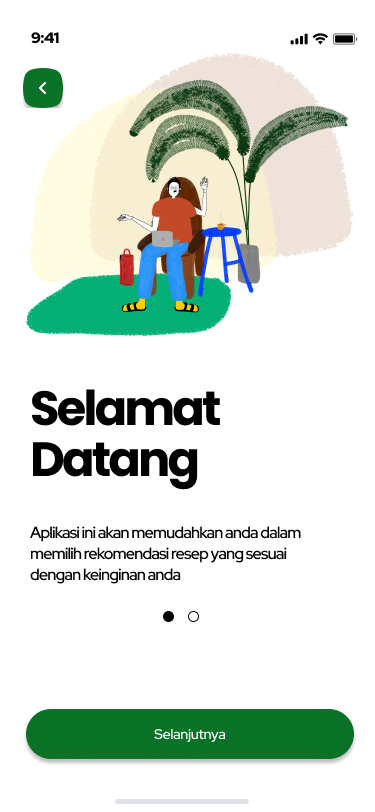 9:41
Selamat
Datang
Aplikasi ini akan memudahkan anda dalam
memilih rekomendasi resep yang sesuai
dengan keinginan anda
Selanjutnya